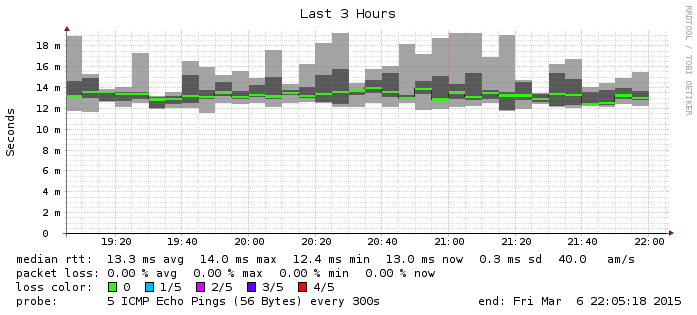 Last 3 Hours
RRDTOOL / TOBI OETIKER
Seconds
18 m
16 m
14 m
12 m
10 m
8 m
6 m
4 m
2 m
0
19:20 19:40 20:00 20:20 20:40 21:00 21:20 21:40 22:00
median rtt: 13.3 ms avg 14.0 ms max 12.4 ms min 13.0 ms now 0.3 ms sd 40.0 am/s
packet loss: 0.00 % avg 0.00 % max 0.00 % min 0.00 % now
loss color: 0 1/5 2/5 3/5 4/5
probe: 5 ICMP Echo Pings (56 Bytes) every 300s end: Fri Mar 6 22:05:18 2015